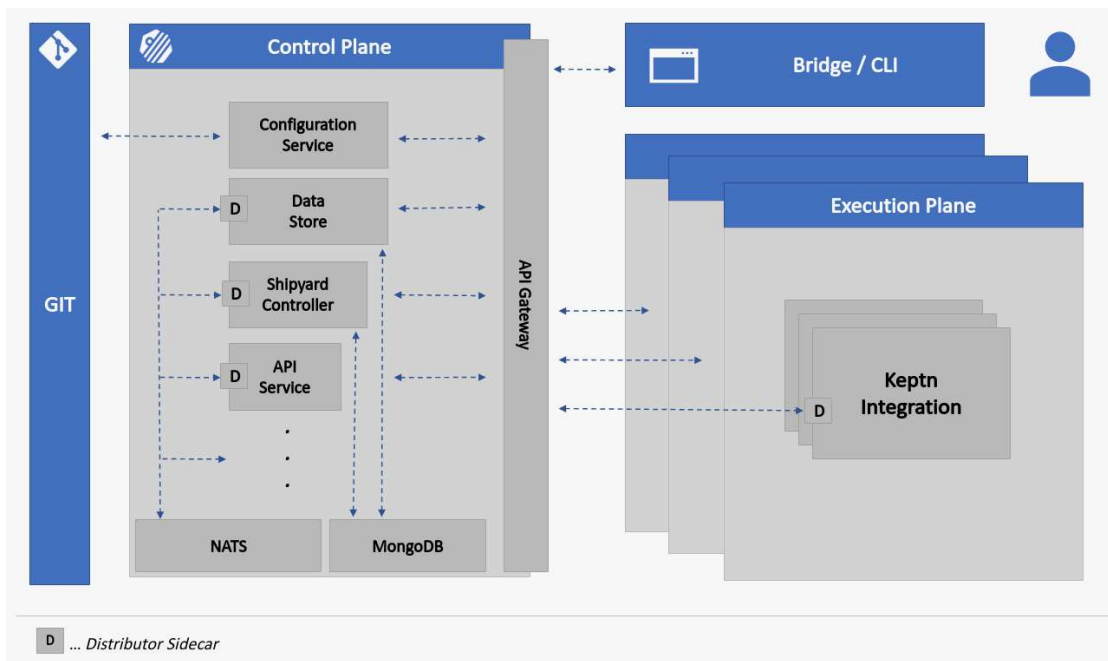 GIT
Control Plane
Configuration
Service
D
Data
Store
D
Shipyard
Controller
D
API
Service
.
.
.
NATS
MongoDB
API Gateway
Bridge / CLI
Execution Plane
D
Keptn
Integration
D
... Distributor Sidecar